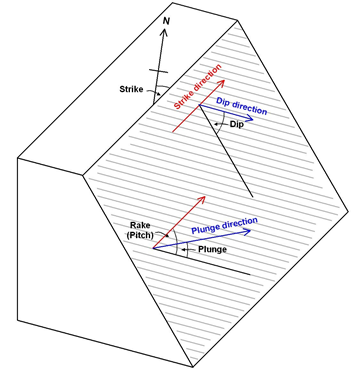 N
Strike
Strike direction
Dip direction
Dip
Rake
(Pitch)
Plunge direction
Plunge